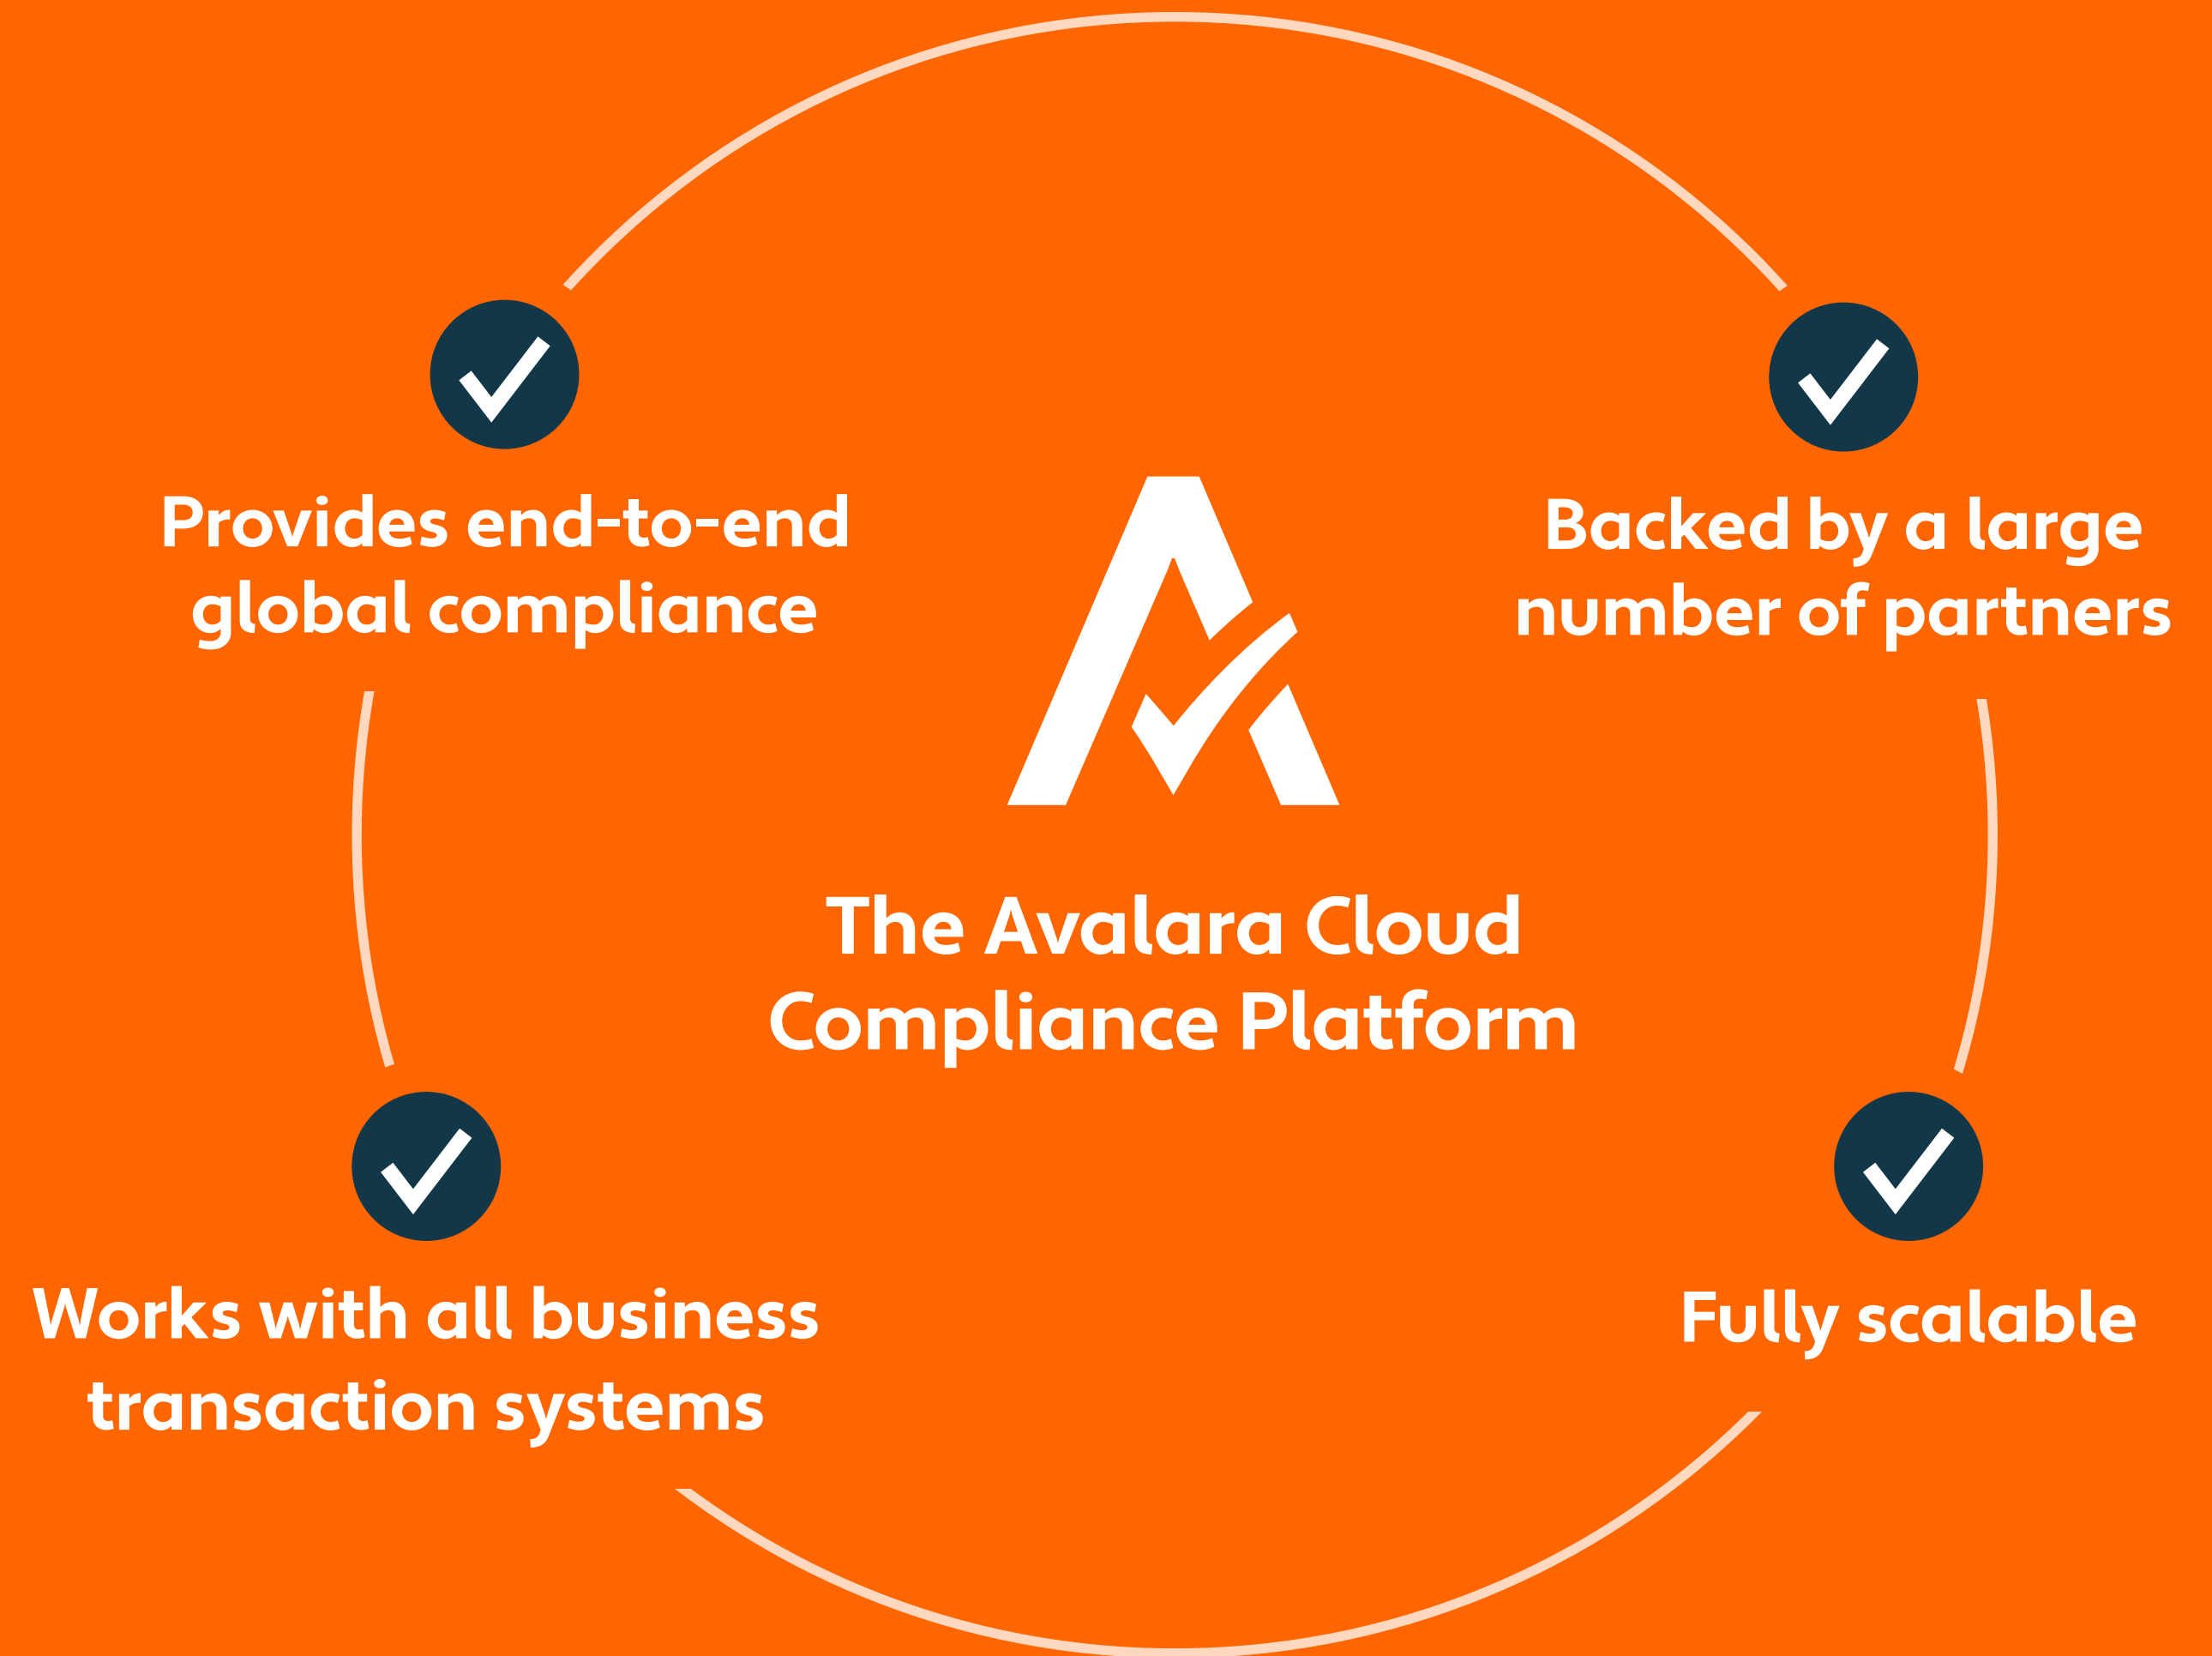 Provides end-to-end
global compliance
Backed by a large
number of partners
The Avalara Cloud
Compliance Platform
Works with all business
transaction systems
Fully scalable